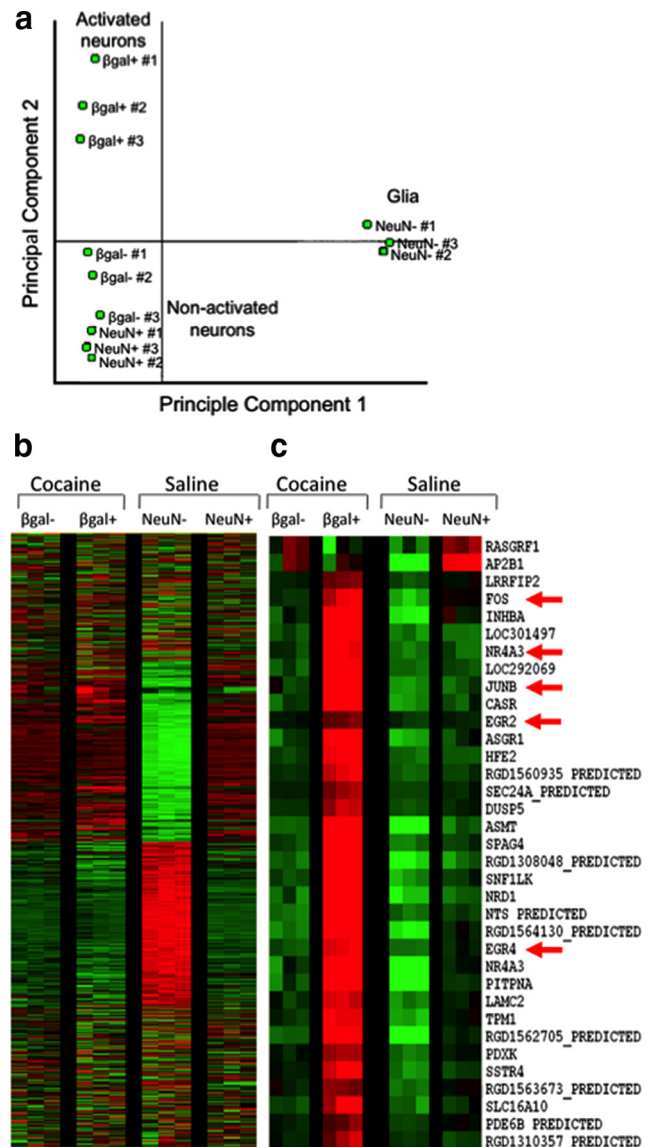 a
Activated
neurons
βgal+ #1
βgal+ #2
βgal+ #3
Glia
NeuN- #1
NeuN- #3
NeuN- #2
βgal- #1
βgal- #2
βgal- #3
NeuN+ #1
NeuN+ #3
NeuN+ #2
Non-activated
neurons
Principal Component 2
Principle Component 1
b
Cocaine Saline
βgal- βgal+ NeuN- NeuN+
c
Cocaine Saline
βgal- βgal+ NeuN- NeuN+
RASGRF1
AP2B1
LRRFIP2
FOS
INHBA
LOC301497
NR4A3
LOC292069
JUNB
CASR
EGR2
ASGR1
HFE2
RGD1560935 PREDICTED
SEC24A_PREDICTED
DUSP5
ASMT
SPAG4
RGD1308048_PREDICTED
SNF1LK
NRD1
NTS PREDICTED
RGD1564130_PREDICTED
EGR4
NR4A3
PITPNA
LAMC2
TPM1
RGD1562705_PREDICTED
PDXK
SSTR4
RGD1563673_PREDICTED
SLC16A10
PDE6B PREDICTED
RGD1310357 PREDICTED